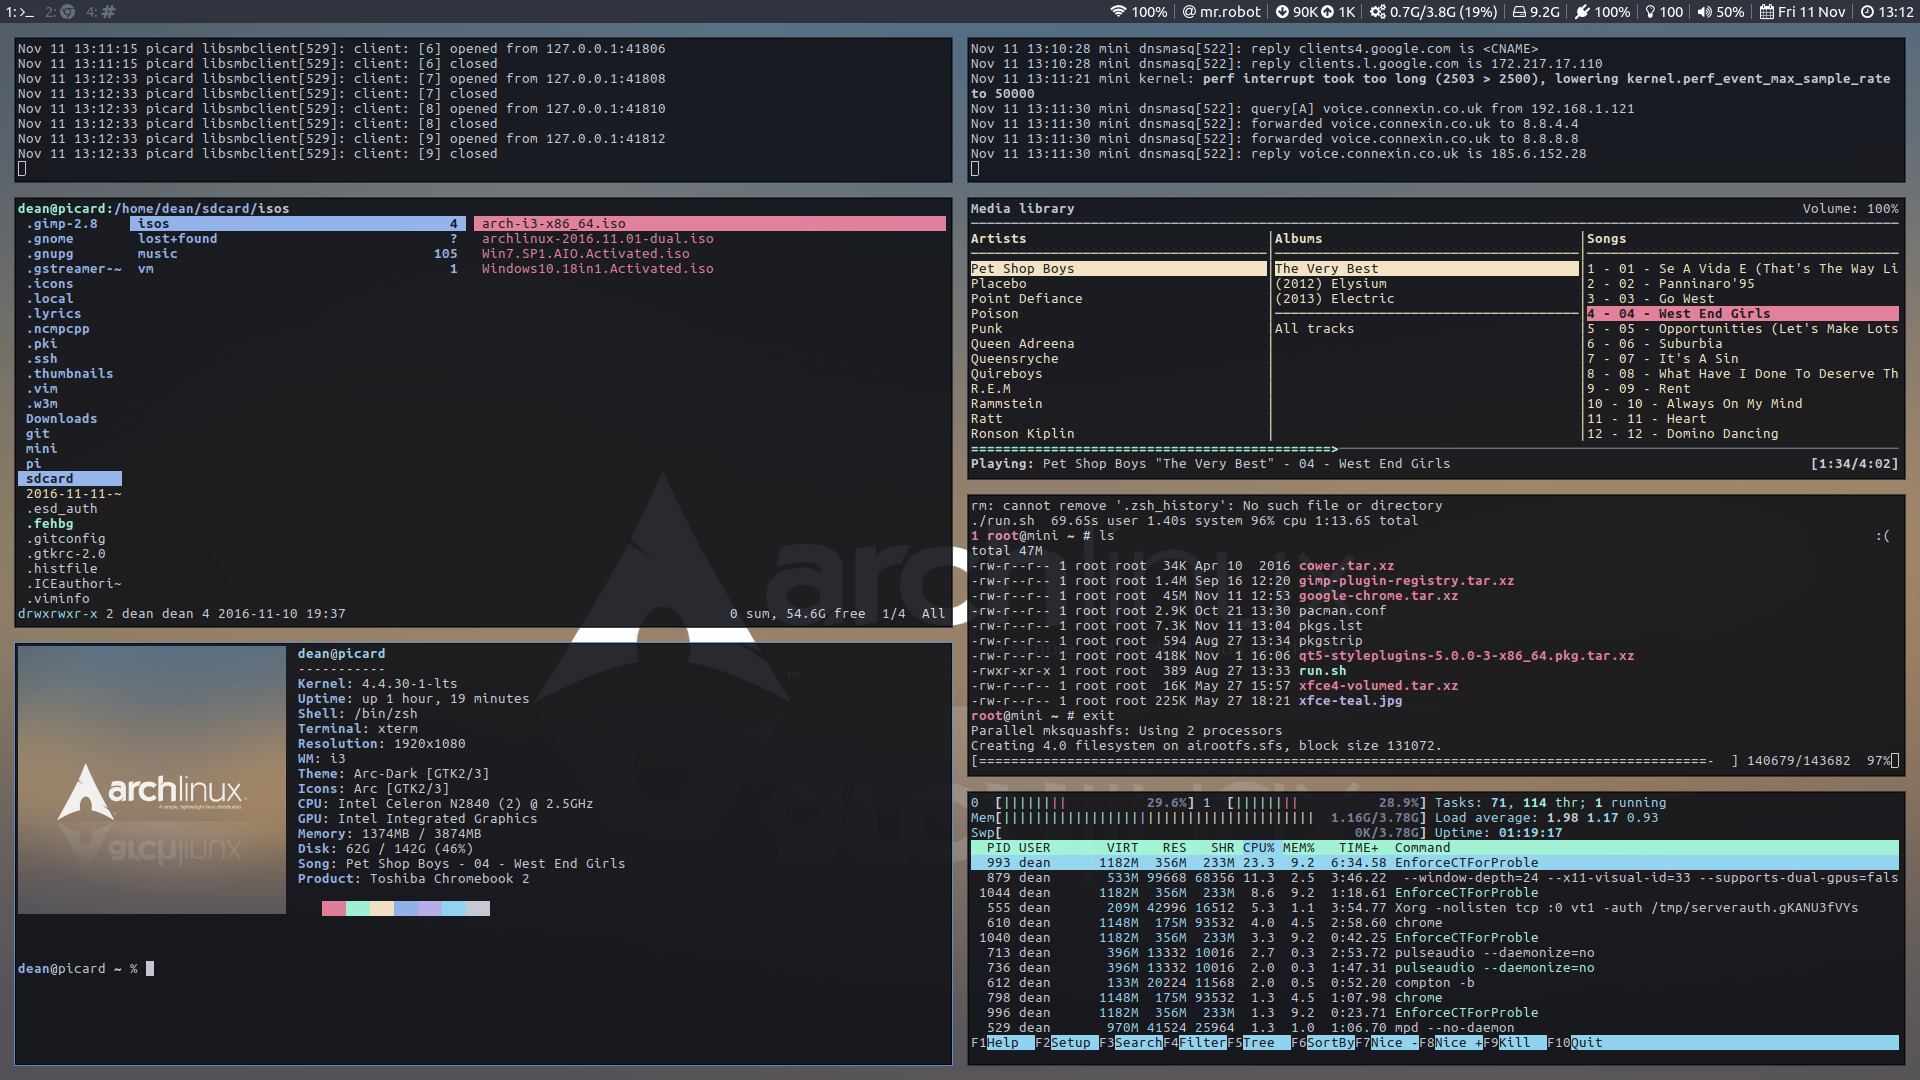 1:>_ 2: 4:#
100% | @ mr.robot | 90K 1K | 0.7G/3.8G (19%) | 9.2G | 100% | 100 | 50% | Fri 11 Nov | 13:12
Nov 11 13:11:15 picard libsmbclient[529]: client: [6] opened from 127.0.0.1:41806
Nov 11 13:11:15 picard libsmbclient[529]: client: [6] closed
Nov 11 13:12:33 picard libsmbclient[529]: client: [7] opened from 127.0.0.1:41808
Nov 11 13:12:33 picard libsmbclient[529]: client: [7] closed
Nov 11 13:12:33 picard libsmbclient[529]: client: [8] opened from 127.0.0.1:41810
Nov 11 13:12:33 picard libsmbclient[529]: client: [8] closed
Nov 11 13:12:33 picard libsmbclient[529]: client: [9] opened from 127.0.0.1:41812
Nov 11 13:12:33 picard libsmbclient[529]: client: [9] closed
dean@picard:/home/dean/sdcard/isos
.gimp-2.8 isos 4 arch-i3-x86_64.iso
.gnome lost+found ? archlinux-2016.11.01-dual.iso
.gnupg music 105 Win7.SP1.AIO.Activated.iso
.gstreamer-~ vm 1 Windows10.18in1.Activated.iso
.icons
.local
.lyrics
.ncmpcpp
.pki
.ssh
.thumbnails
.vim
.w3m
Downloads
git
mini
pi
sdcard
2016-11-11-~
.esd_auth
.fehbg
.gitconfig
.gtkrc-2.0
.histfile
.ICEauthori~
.viminfo
drwxrwxr-x 2 dean dean 4 2016-11-10 19:37 0 sum, 54.6G free 1/4 All
archlinux
A simple, lightweight linux distribution.
dean@picard
-----------
Kernel: 4.4.30-1-lts
Uptime: up 1 hour, 19 minutes
Shell: /bin/zsh
Terminal: xterm
Resolution: 1920x1080
WM: i3
Theme: Arc-Dark [GTK2/3]
Icons: Arc [GTK2/3]
CPU: Intel Celeron N2840 (2) @ 2.5GHz
GPU: Intel Integrated Graphics
Memory: 1374MB / 3874MB
Disk: 62G / 142G (46%)
Song: Pet Shop Boys - 04 - West End Girls
Product: Toshiba Chromebook 2
dean@picard ~ %
Nov 11 13:10:28 mini dnsmasq[522]: reply clients4.google.com is <CNAME>
Nov 11 13:10:28 mini dnsmasq[522]: reply clients.l.google.com is 172.217.17.110
Nov 11 13:11:21 mini kernel: perf interrupt took too long (2503 > 2500), lowering kernel.perf_event_max_sample_rate
to 50000
Nov 11 13:11:30 mini dnsmasq[522]: query[A] voice.connexin.co.uk from 192.168.1.121
Nov 11 13:11:30 mini dnsmasq[522]: forwarded voice.connexin.co.uk to 8.8.4.4
Nov 11 13:11:30 mini dnsmasq[522]: forwarded voice.connexin.co.uk to 8.8.8.8
Nov 11 13:11:30 mini dnsmasq[522]: reply voice.connexin.co.uk is 185.6.152.28
Media library Volume: 100%
Artists Albums Songs
Pet Shop Boys The Very Best 1 - 01 - Se A Vida E (That's The Way Li
Placebo (2012) Elysium 2 - 02 - Panninaro'95
Point Defiance (2013) Electric 3 - 03 - Go West
Poison 4 - 04 - West End Girls
Punk All tracks 5 - 05 - Opportunities (Let's Make Lots
Queen Adreena 6 - 06 - Suburbia
Queensryche 7 - 07 - It's A Sin
Quireboys 8 - 08 - What Have I Done To Deserve Th
R.E.M 9 - 09 - Rent
Rammstein 10 - 10 - Always On My Mind
Ratt 11 - 11 - Heart
Ronson Kiplin 12 - 12 - Domino Dancing
Playing: Pet Shop Boys "The Very Best" - 04 - West End Girls [1:34/4:02]
rm: cannot remove '.zsh_history': No such file or directory
./run.sh 69.65s user 1.40s system 96% cpu 1:13.65 total
1 root@mini ~ # ls :(
total 47M
-rw-r--r-- 1 root root 34K Apr 10 2016 cower.tar.xz
-rw-r--r-- 1 root root 1.4M Sep 16 12:20 gimp-plugin-registry.tar.xz
-rw-r--r-- 1 root root 45M Nov 11 12:53 google-chrome.tar.xz
-rw-r--r-- 1 root root 2.9K Oct 21 13:30 pacman.conf
-rw-r--r-- 1 root root 7.3K Nov 11 13:04 pkgs.lst
-rw-r--r-- 1 root root 594 Aug 27 13:34 pkgstrip
-rw-r--r-- 1 root root 418K Nov 1 16:06 qt5-styleplugins-5.0.0-3-x86_64.pkg.tar.xz
-rwxr-xr-x 1 root root 389 Aug 27 13:33 run.sh
-rw-r--r-- 1 root root 16K May 27 15:57 xfce4-volumed.tar.xz
-rw-r--r-- 1 root root 225K May 27 18:21 xfce-teal.jpg
root@mini ~ # exit
Parallel mksquashfs: Using 2 processors
Creating 4.0 filesystem on airootfs.sfs, block size 131072.
[===========================================================================================- ] 140679/143682 97%
0 [|||||||| 29.6%] 1 [|||||||| 28.9%] Tasks: 71, 114 thr; 1 running
Mem[||||||||||||||||||||||||||||||||||||||| 1.16G/3.78G] Load average: 1.98 1.17 0.93
Swp[ 0K/3.78G] Uptime: 01:19:17
PID USER VIRT RES SHR CPU% MEM% TIME+ Command
993 dean 1182M 356M 233M 23.3 9.2 6:34.58 EnforceCTForProble
879 dean 533M 99668 68356 11.3 2.5 3:46.22 --window-depth=24 --x11-visual-id=33 --supports-dual-gpus=fals
1044 dean 1182M 356M 233M 8.6 9.2 1:18.61 EnforceCTForProble
555 dean 209M 42996 16512 5.3 1.1 3:54.77 Xorg -nolisten tcp :0 vt1 -auth /tmp/serverauth.gKANU3fVYs
610 dean 1148M 175M 93532 4.0 4.5 2:58.60 chrome
1040 dean 1182M 356M 233M 3.3 9.2 0:42.25 EnforceCTForProble
713 dean 396M 13332 10016 2.7 0.3 2:53.72 pulseaudio --daemonize=no
736 dean 396M 13332 10016 2.0 0.3 1:47.31 pulseaudio --daemonize=no
612 dean 133M 20224 11568 2.0 0.5 0:52.20 compton -b
798 dean 1148M 175M 93532 1.3 4.5 1:07.98 chrome
996 dean 1182M 356M 233M 1.3 9.2 0:23.71 EnforceCTForProble
529 dean 970M 41524 25964 1.3 1.0 1:06.70 mpd --no-daemon
F1Help F2Setup F3SearchF4FilterF5Tree F6SortByF7Nice -F8Nice +F9Kill F10Quit